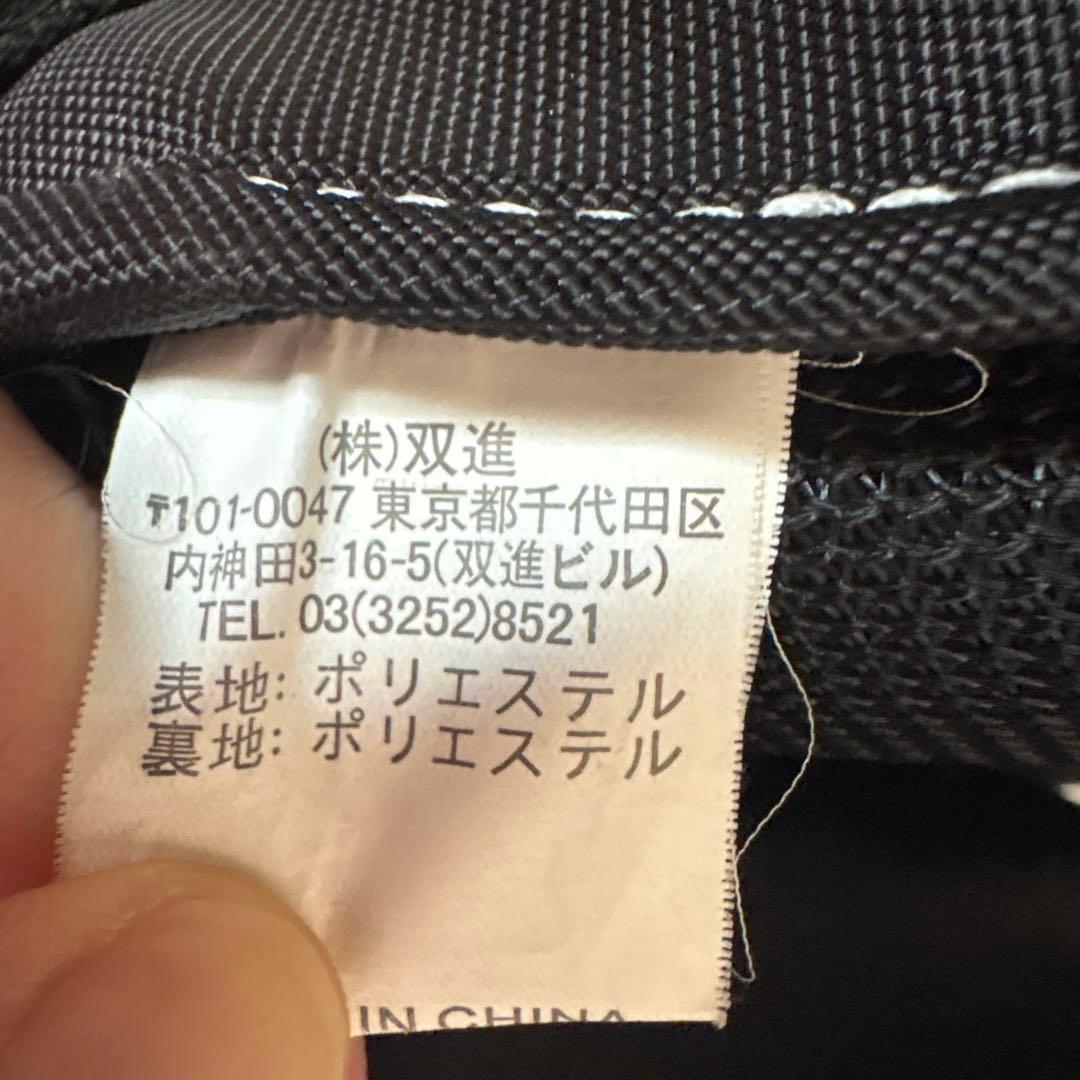 (株)双進
〒101-0047 東京都千代田区
内神田3-16-5(双進ビル)
TEL. 03(3252)8521
表地: ポリエステル
裏地: ポリエステル
IN CHINA